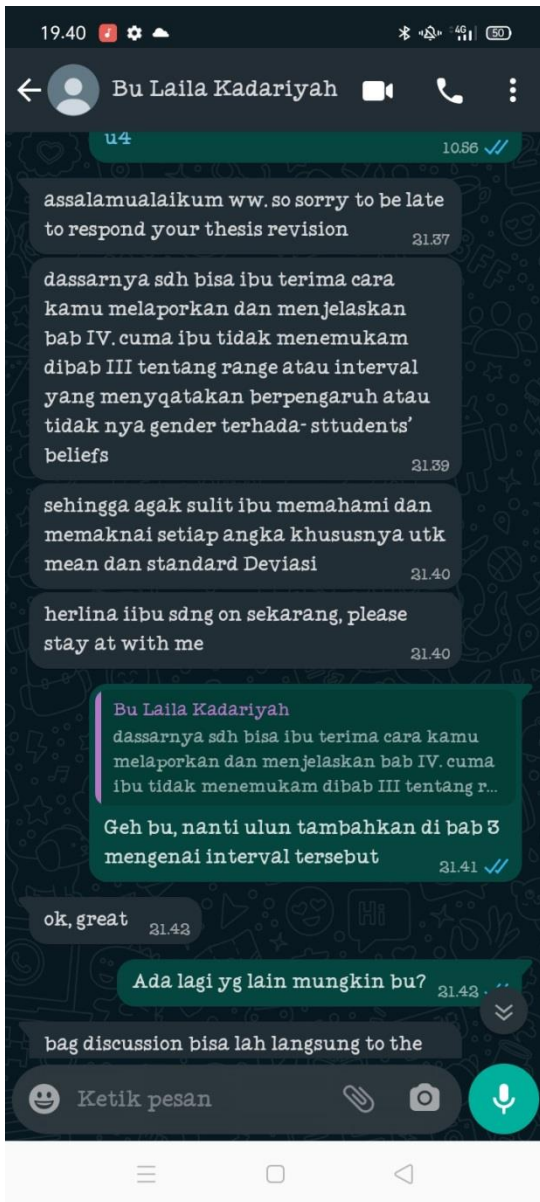 19.40
4G
50
Bu Laila Kadariyah
u4
10.56
assalamualaikum ww. so sorry to be late
to respond your thesis revision
21.37
dassarnya sdh bisa ibu terima cara
kamu melaporkan dan menjelaskan
bab IV. cuma ibu tidak menemukam
dibab III tentang range atau interval
yang menyqatakan berpengaruh atau
tidak nya gender terhada- sttudents'
beliefs
21.39
sehingga agak sulit ibu memahami dan
memaknai setiap angka khususnya utk
mean dan standard Deviasi
21.40
herlina iibu sdng on sekarang, please
stay at with me
21.40
Bu Laila Kadariyah
dassarnya sdh bisa ibu terima cara kamu
melaporkan dan menjelaskan bab IV. cuma
ibu tidak menemukam dibab III tentang r...
Geh bu, nanti ulun tambahkan di bab 3
mengenai interval tersebut
21.41
ok, great
21.42
Ada lagi yg lain mungkin bu?
21.42
bag discussion bisa lah langsung to the
Ketik pesan